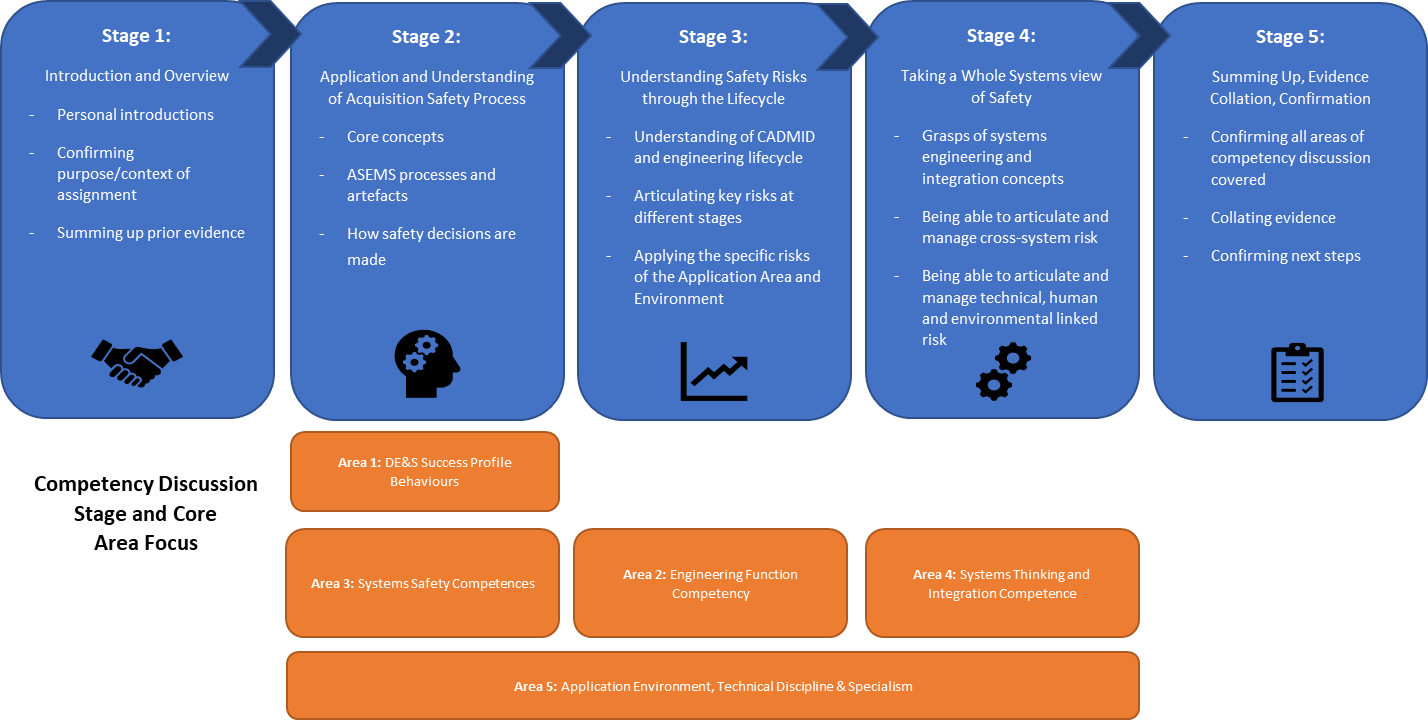 Stage 1:
Introduction and Overview
- Personal introductions
- Confirming
purpose/context of
assignment
- Summing up prior evidence
Stage 2:
Application and Understanding
of Acquisition Safety Process
- Core concepts
- ASEMS processes and
artefacts
- How safety decisions are
made
Stage 3:
Understanding Safety Risks
through the Lifecycle
- Understanding of CADMID
and engineering lifecycle
- Articulating key risks at
different stages
- Applying the specific risks
of the Application Area and
Environment
Stage 4:
Taking a Whole Systems view
of Safety
- Grasps of systems
engineering and
integration concepts
- Being able to articulate and
manage cross-system risk
- Being able to articulate and
manage technical, human
and environmental linked
risk
Stage 5:
Summing Up, Evidence
Collation, Confirmation
- Confirming all areas of
competency discussion
covered
- Collating evidence
- Confirming next steps
Competency Discussion
Stage and Core
Area Focus
Area 1: DE&S Success Profile
Behaviours
Area 3: Systems Safety Competences
Area 2: Engineering Function
Competency
Area 4: Systems Thinking and
Integration Competence
Area 5: Application Environment, Technical Discipline & Specialism